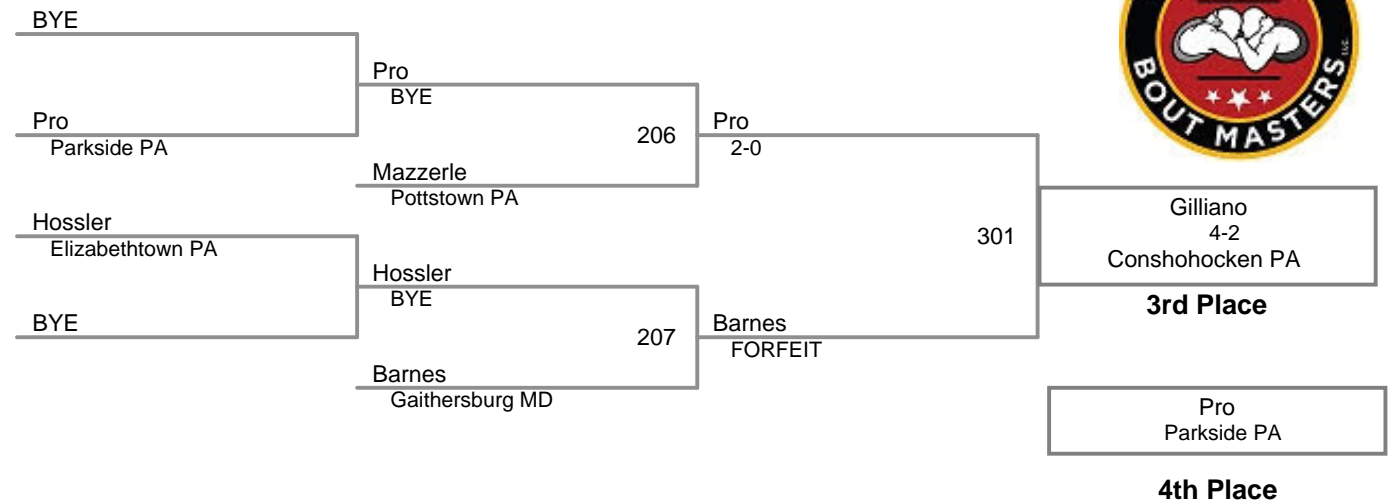 BYE
Pro
BYE
Pro
Parkside PA
206
Pro
2-0
Mazzerle
Pottstown PA
Hossler
Elizabethtown PA
301
Gilliano
4-2
Conshohocken PA
Hossler
BYE
3rd Place
BYE
207
Barnes
FORFEIT
Barnes
Gaithersburg MD
Pro
Parkside PA
4th Place
BOUT MASTERS